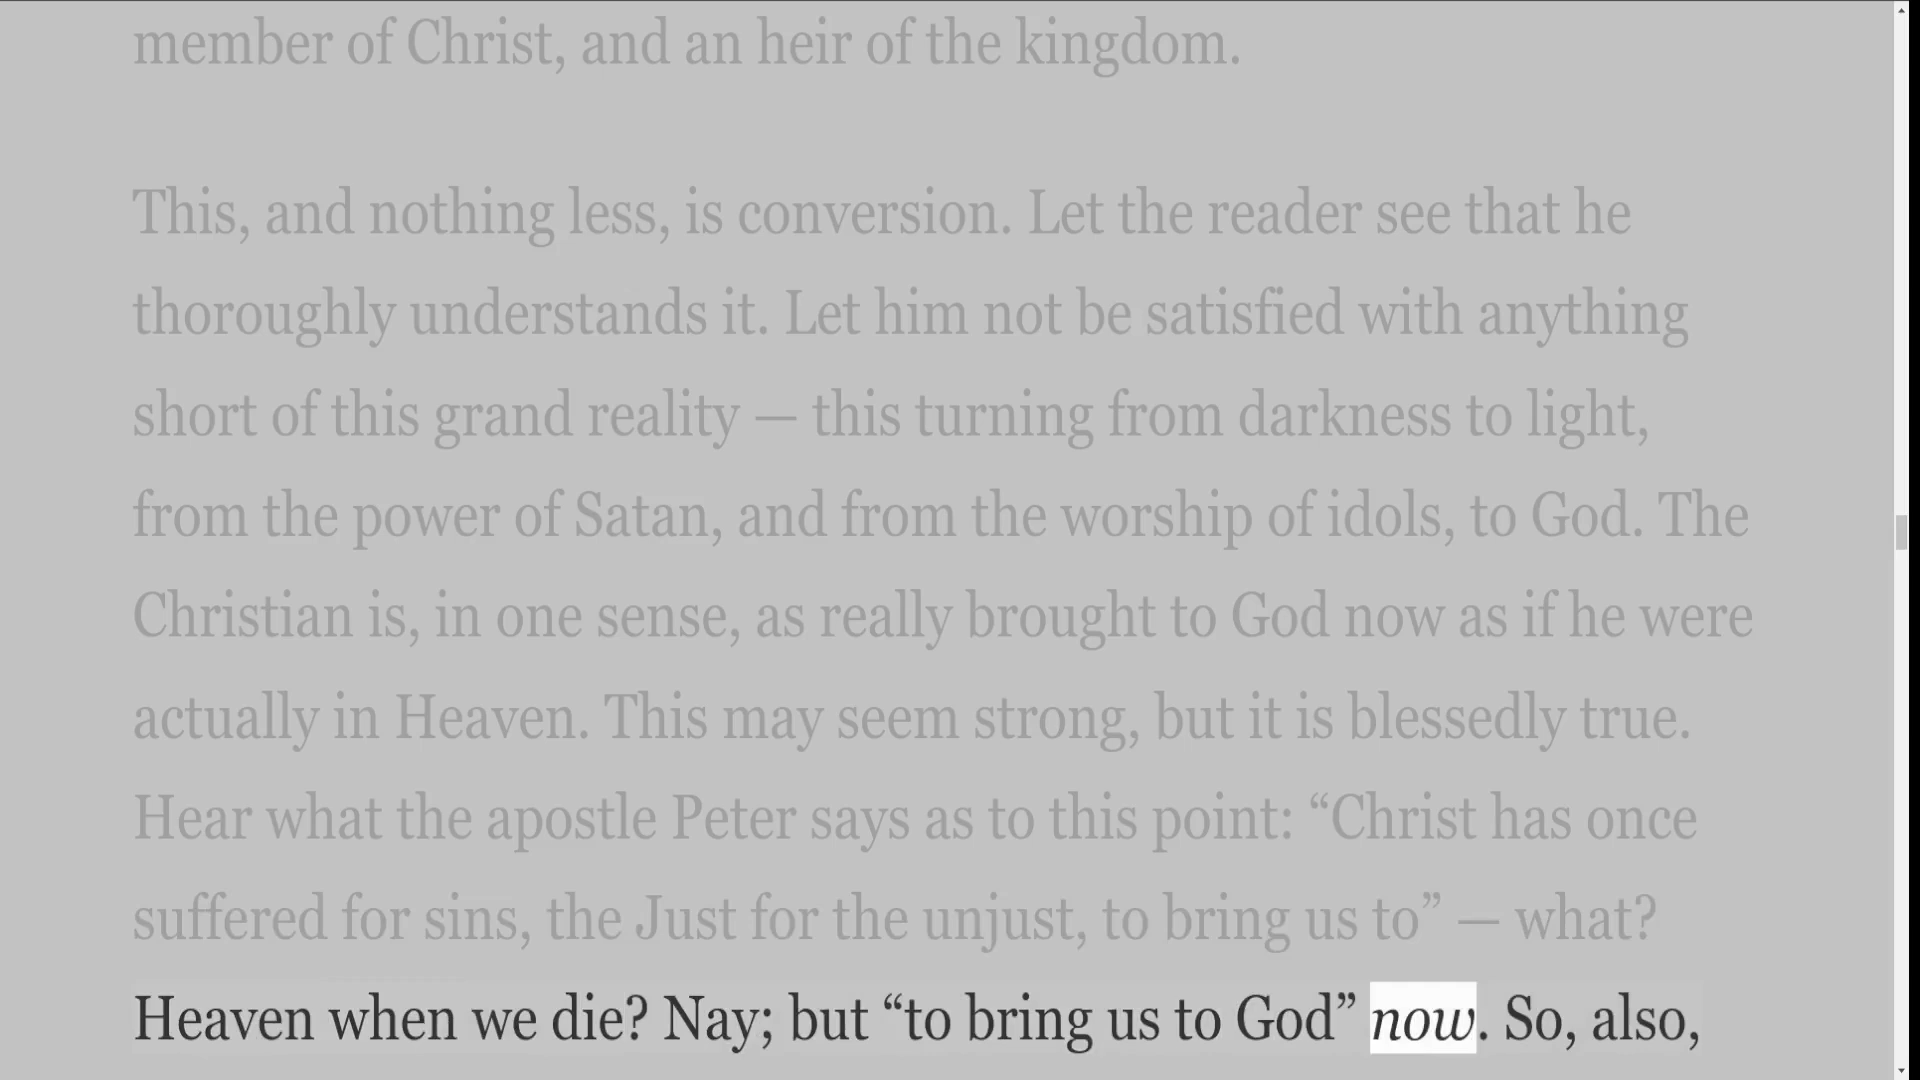 member of Christ, and an heir of the kingdom.
This, and nothing less, is conversion. Let the reader see that he
thoroughly understands it. Let him not be satisfied with anything
short of this grand reality — this turning from darkness to light,
from the power of Satan, and from the worship of idols, to God. The
Christian is, in one sense, as really brought to God now as if he were
actually in Heaven. This may seem strong, but it is blessedly true.
Hear what the apostle Peter says as to this point: “Christ has once
suffered for sins, the Just for the unjust, to bring us to” — what?
Heaven when we die? Nay; but “to bring us to God” now. So, also,